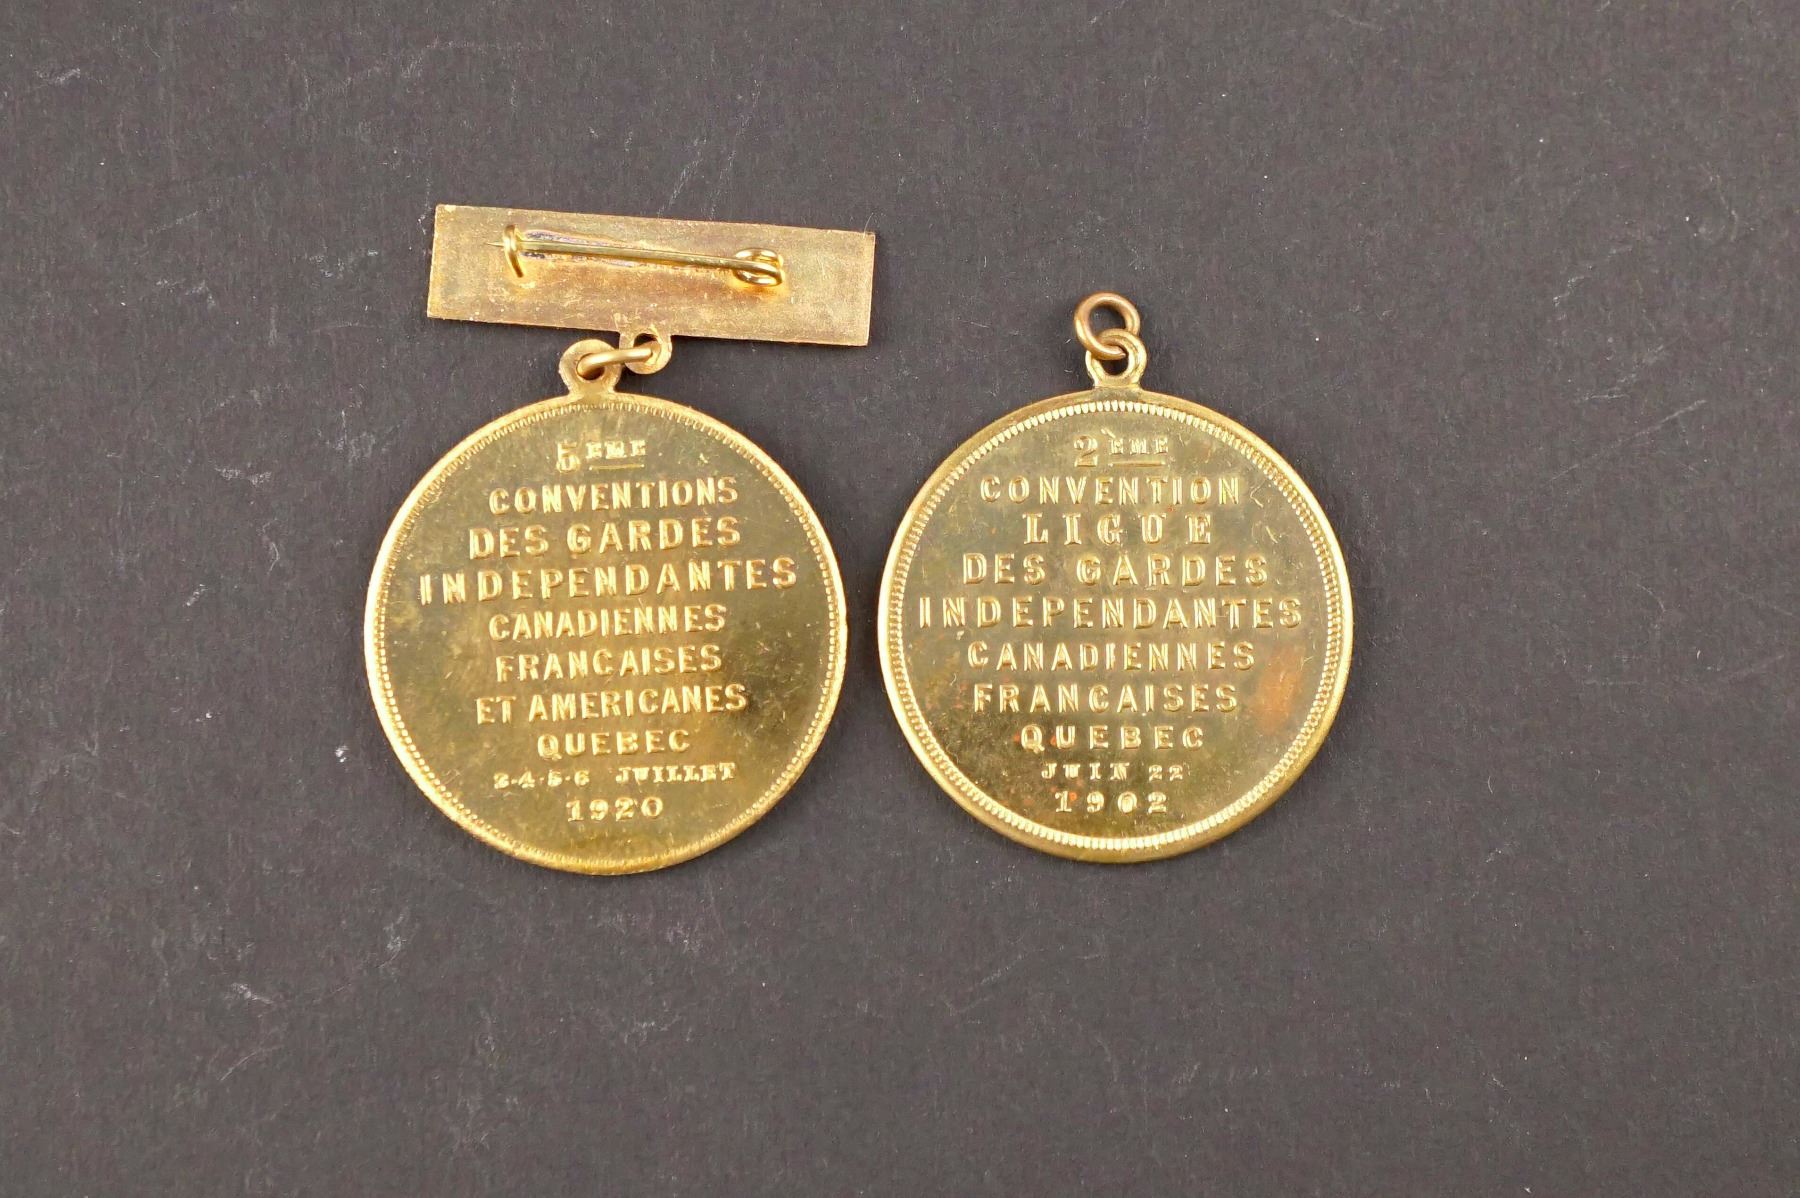 5EME
CONVENTIONS
DES GARDES
INDEPENDANTES
CANADIENNES
FRANCAISES
ET AMERICANES
QUEBEC
3-4-5-6 JUILLET
1920
2ÈME
CONVENTION
LIGUE
DES GARDES
INDEPENDANTES
CANADIENNES
FRANCAISES
QUEBEC
JUIN 22
1902